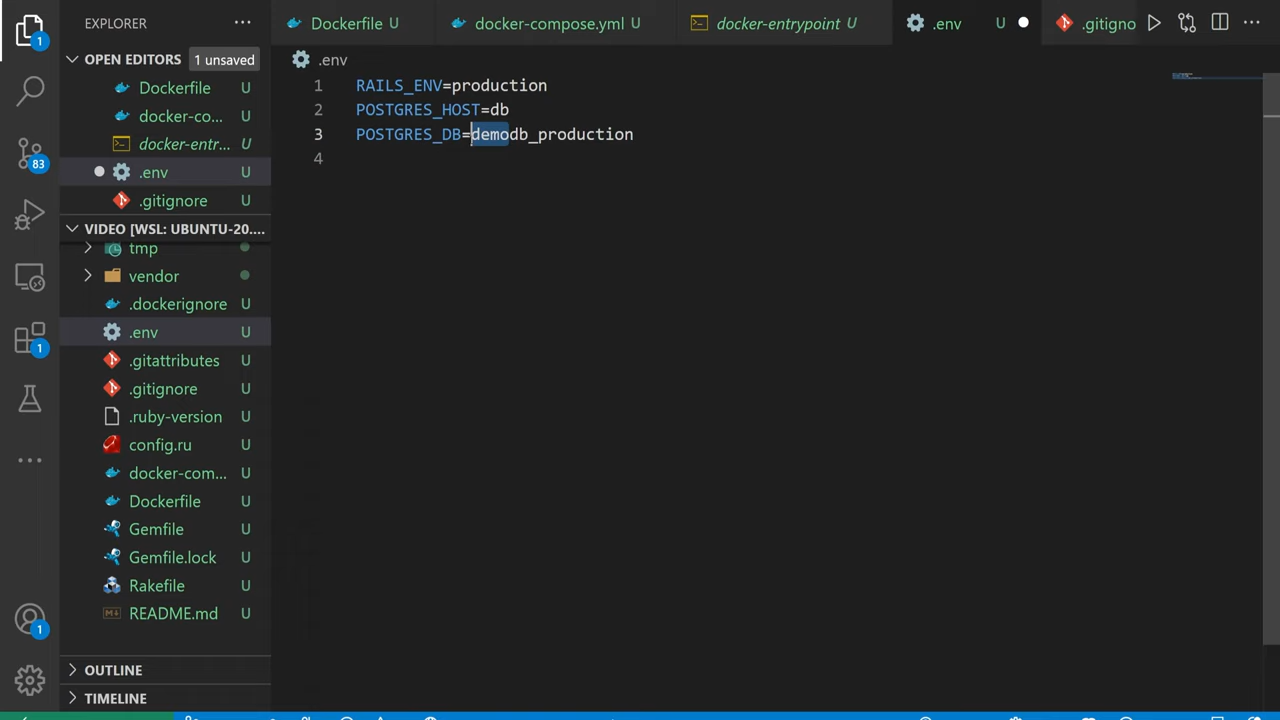 EXPLORER
OPEN EDITORS 1 unsaved
Dockerfile U
docker-co... U
docker-entr... U
.env U
.gitignore U
VIDEO [WSL: UBUNTU-20....
tmp
vendor
.dockerignore U
.env U
.gitattributes U
.gitignore U
.ruby-version U
config.ru U
docker-com... U
Dockerfile U
Gemfile U
Gemfile.lock U
Rakefile U
README.md U
OUTLINE
TIMELINE
1
83
1
1
Dockerfile U docker-compose.yml U docker-entrypoint U .env U .gitigno
.env
1 RAILS_ENV=production
2 POSTGRES_HOST=db
3 POSTGRES_DB=demodb_production
4